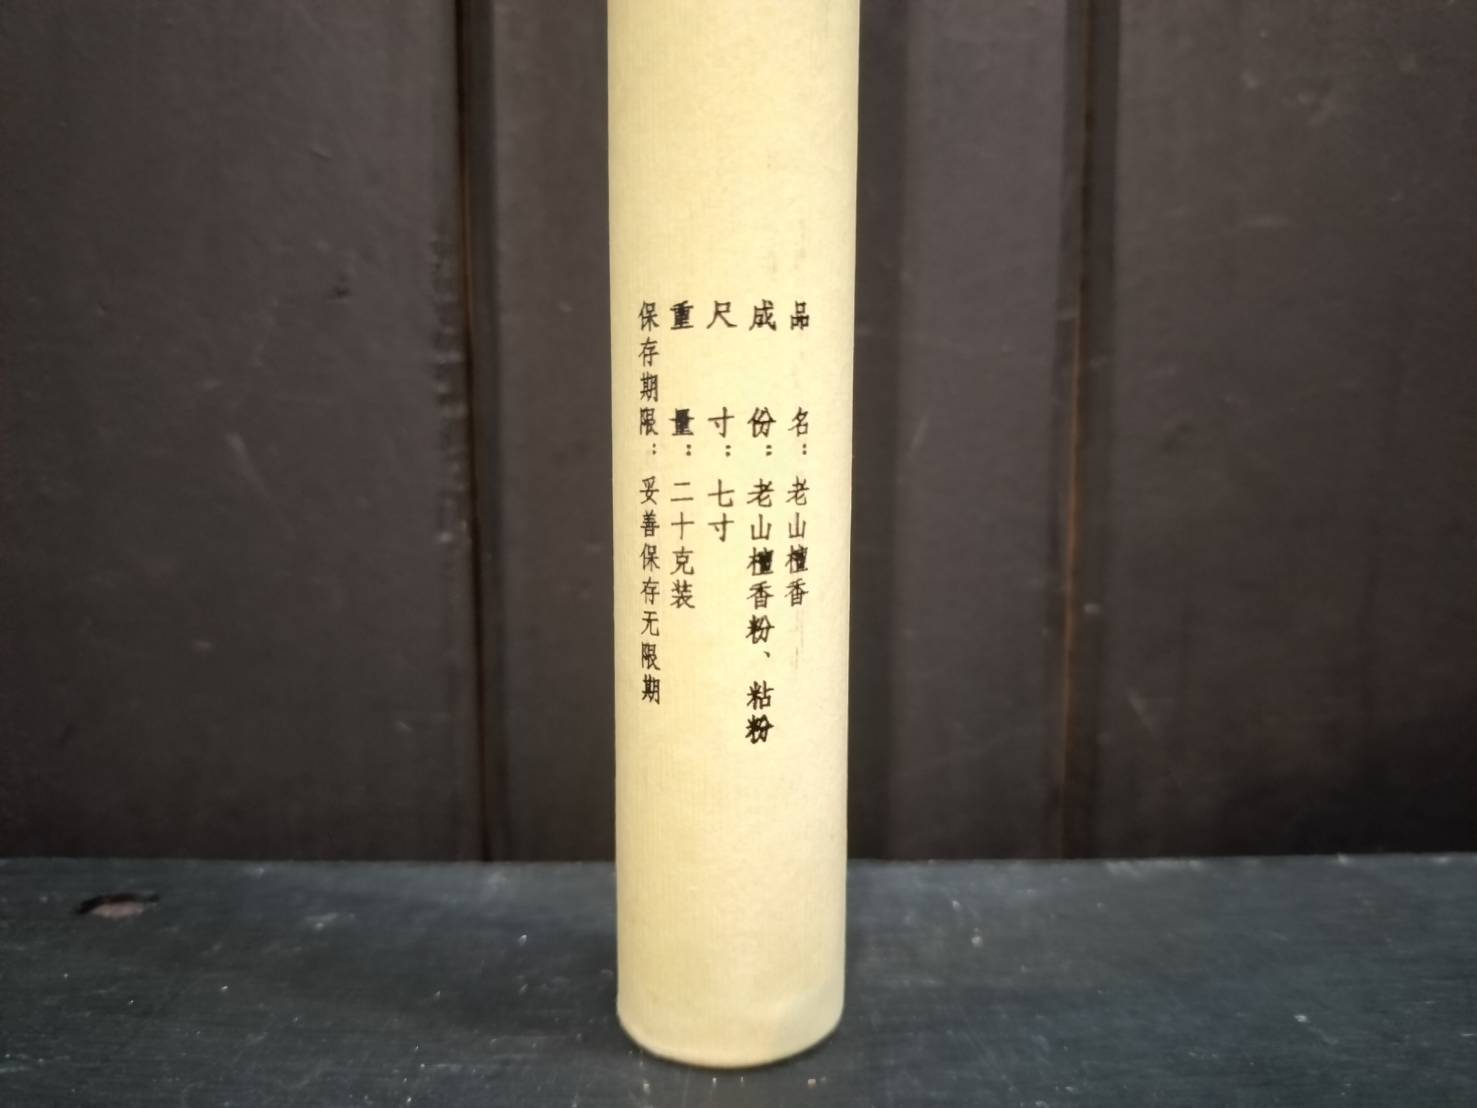 品名：老山檀香
成份：老山檀香粉、粘粉
尺寸：七寸
重量：二十克装
保存期限：妥善保存无限期